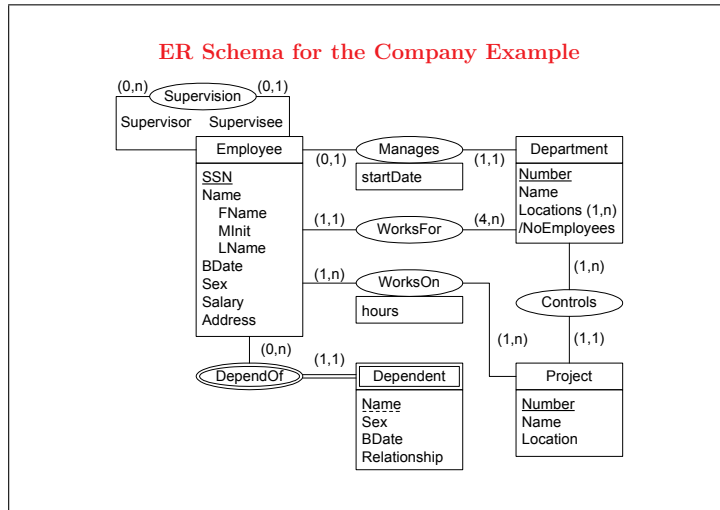 ER Schema for the Company Example
(0,n) Supervision (0,1)
Supervisor Supervisee
Employee
SSN
Name
FName
MInit
LName
BDate
Sex
Salary
Address
(0,1) Manages (1,1)
startDate
Department
Number
Name
Locations (1,n)
/NoEmployees
(1,1) WorksFor (4,n)
(1,n) WorksOn
hours
(1,n)
(1,n)
Controls
(1,1)
(0,n)
DependOf
(1,1)
Dependent
Name
Sex
BDate
Relationship
Project
Number
Name
Location